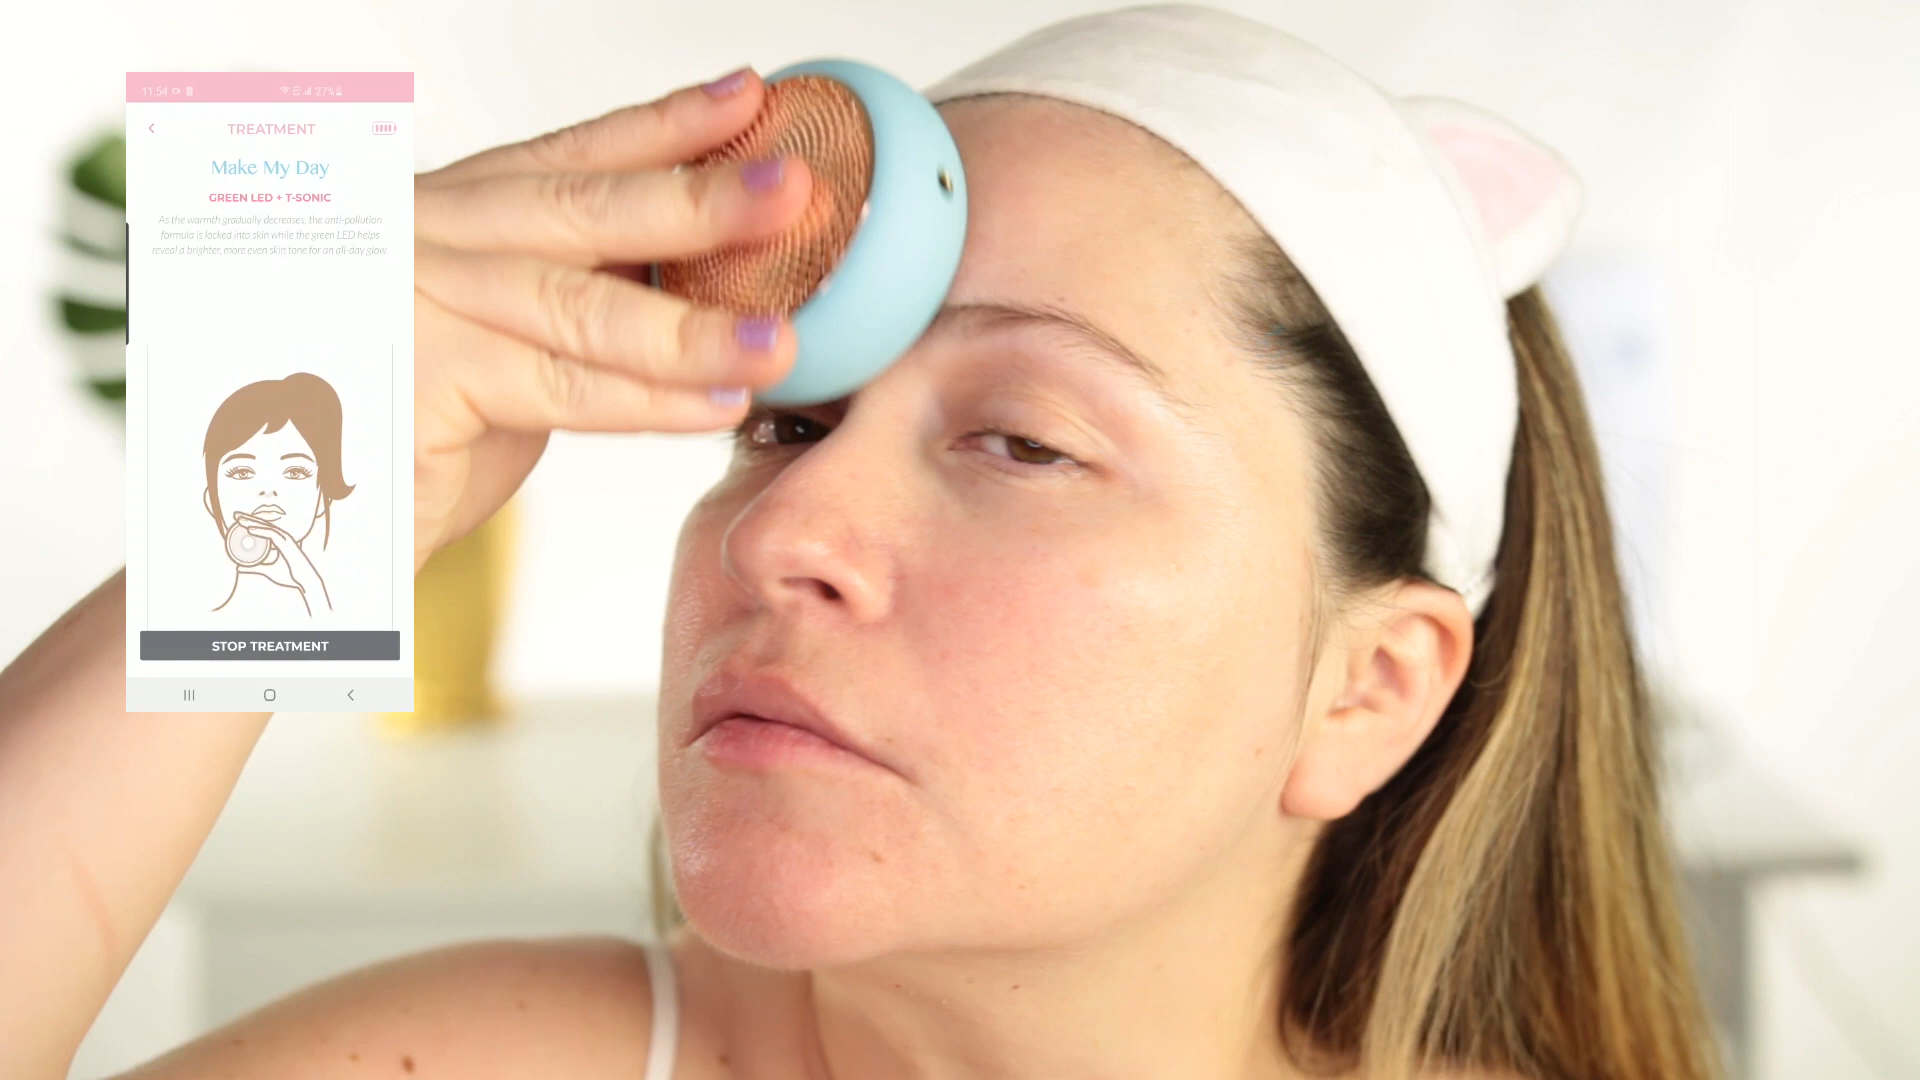 11:54
27%
TREATMENT
Make My Day
GREEN LED + T-SONIC
As the warmth gradually decreases, the anti-pollution
formula is locked into skin while the green LED helps
reveal a brighter, more even skin tone for an all-day glow.
STOP TREATMENT